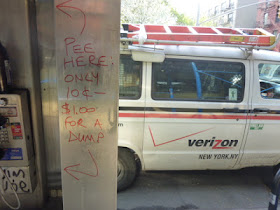 PEE
HERE,
ONLY
10¢—
$1.00
FOR A
DUMP
verizon
NEW YORK, NY